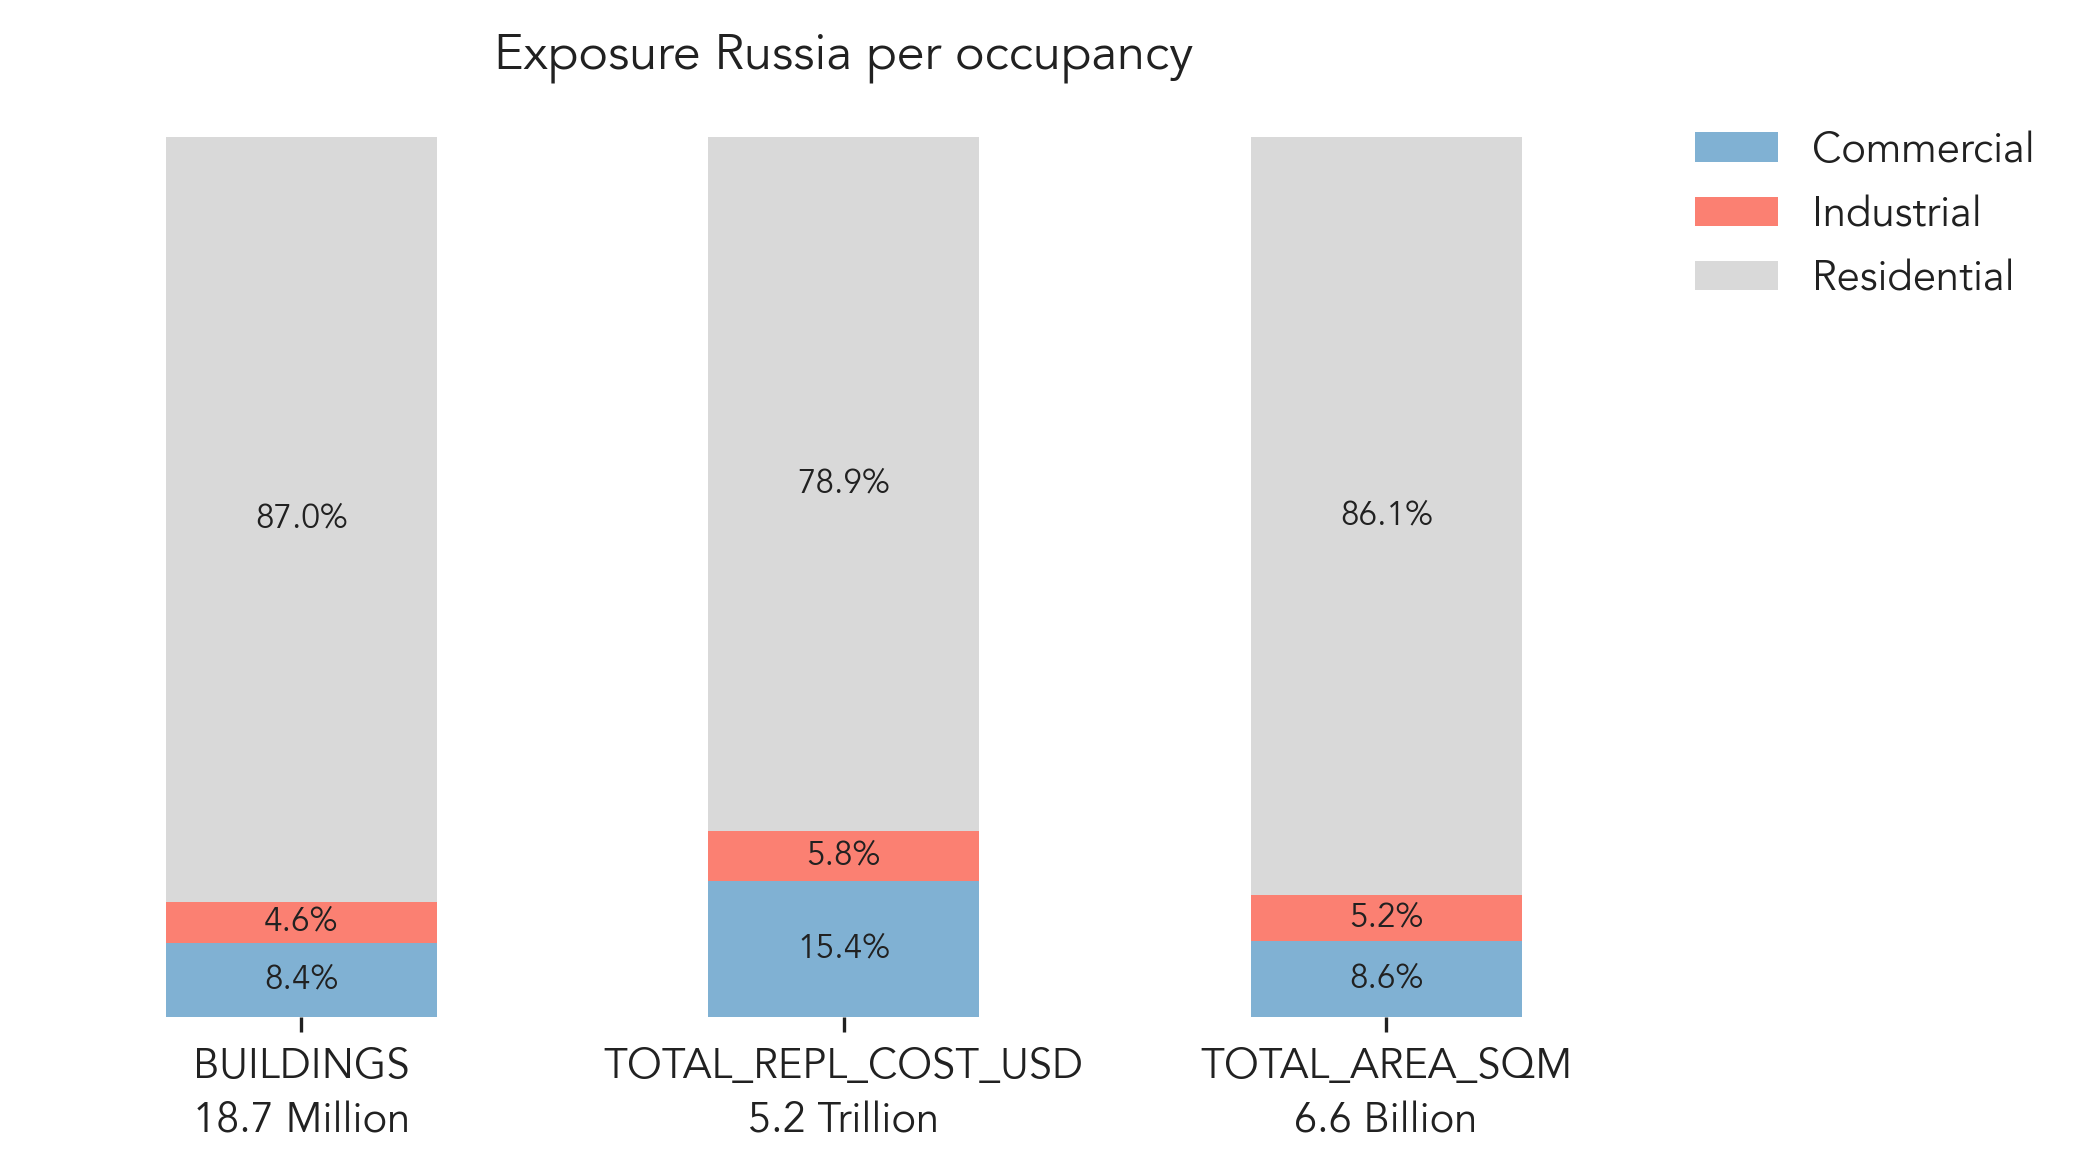 Exposure Russia per occupancy
Commercial
Industrial
Residential
87.0%
4.6%
8.4%
78.9%
5.8%
15.4%
86.1%
5.2%
8.6%
BUILDINGS
18.7 Million
TOTAL_REPL_COST_USD
5.2 Trillion
TOTAL_AREA_SQM
6.6 Billion